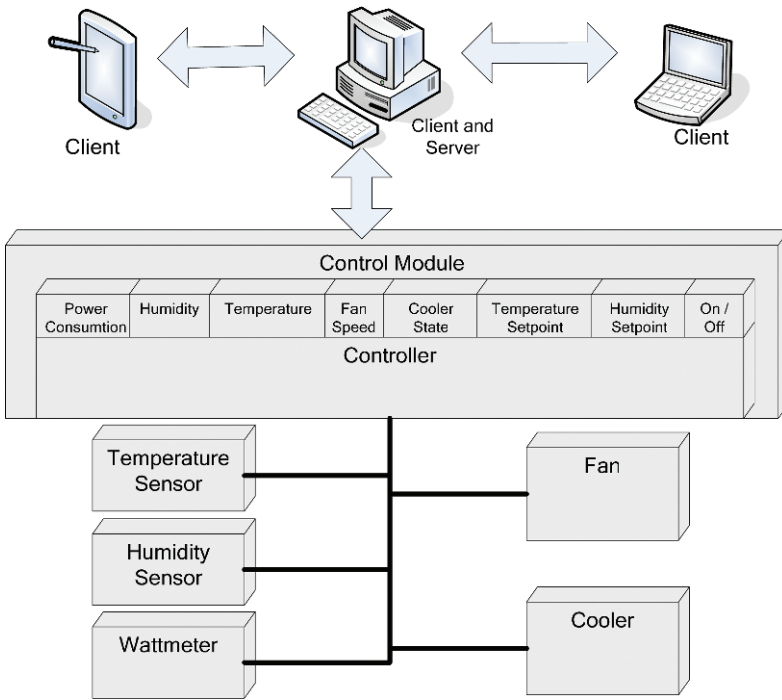 Client
Client and
Server
Client
Control Module
Power
Consumtion
Humidity
Temperature
Fan
Speed
Cooler
State
Temperature
Setpoint
Humidity
Setpoint
On /
Off
Controller
Temperature
Sensor
Fan
Humidity
Sensor
Wattmeter
Cooler